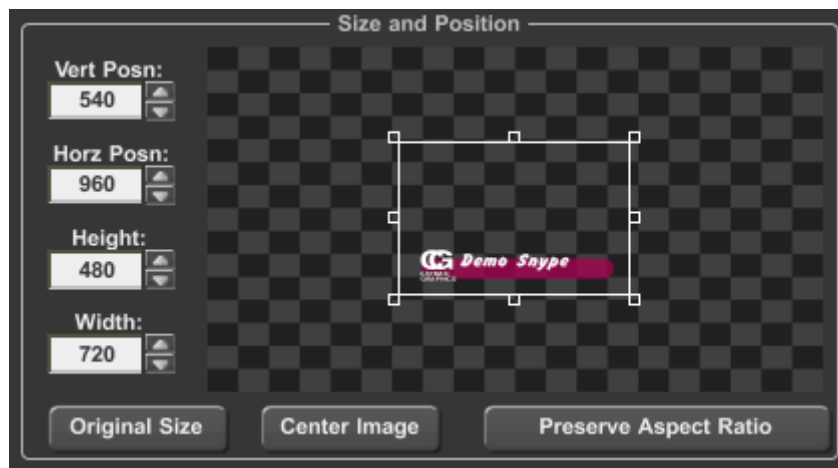 Size and Position
Vert Posn:
540
Horz Posn:
960
Height:
480
Width:
720
CG Demo Snype
GRAPHICS
Original Size
Center Image
Preserve Aspect Ratio